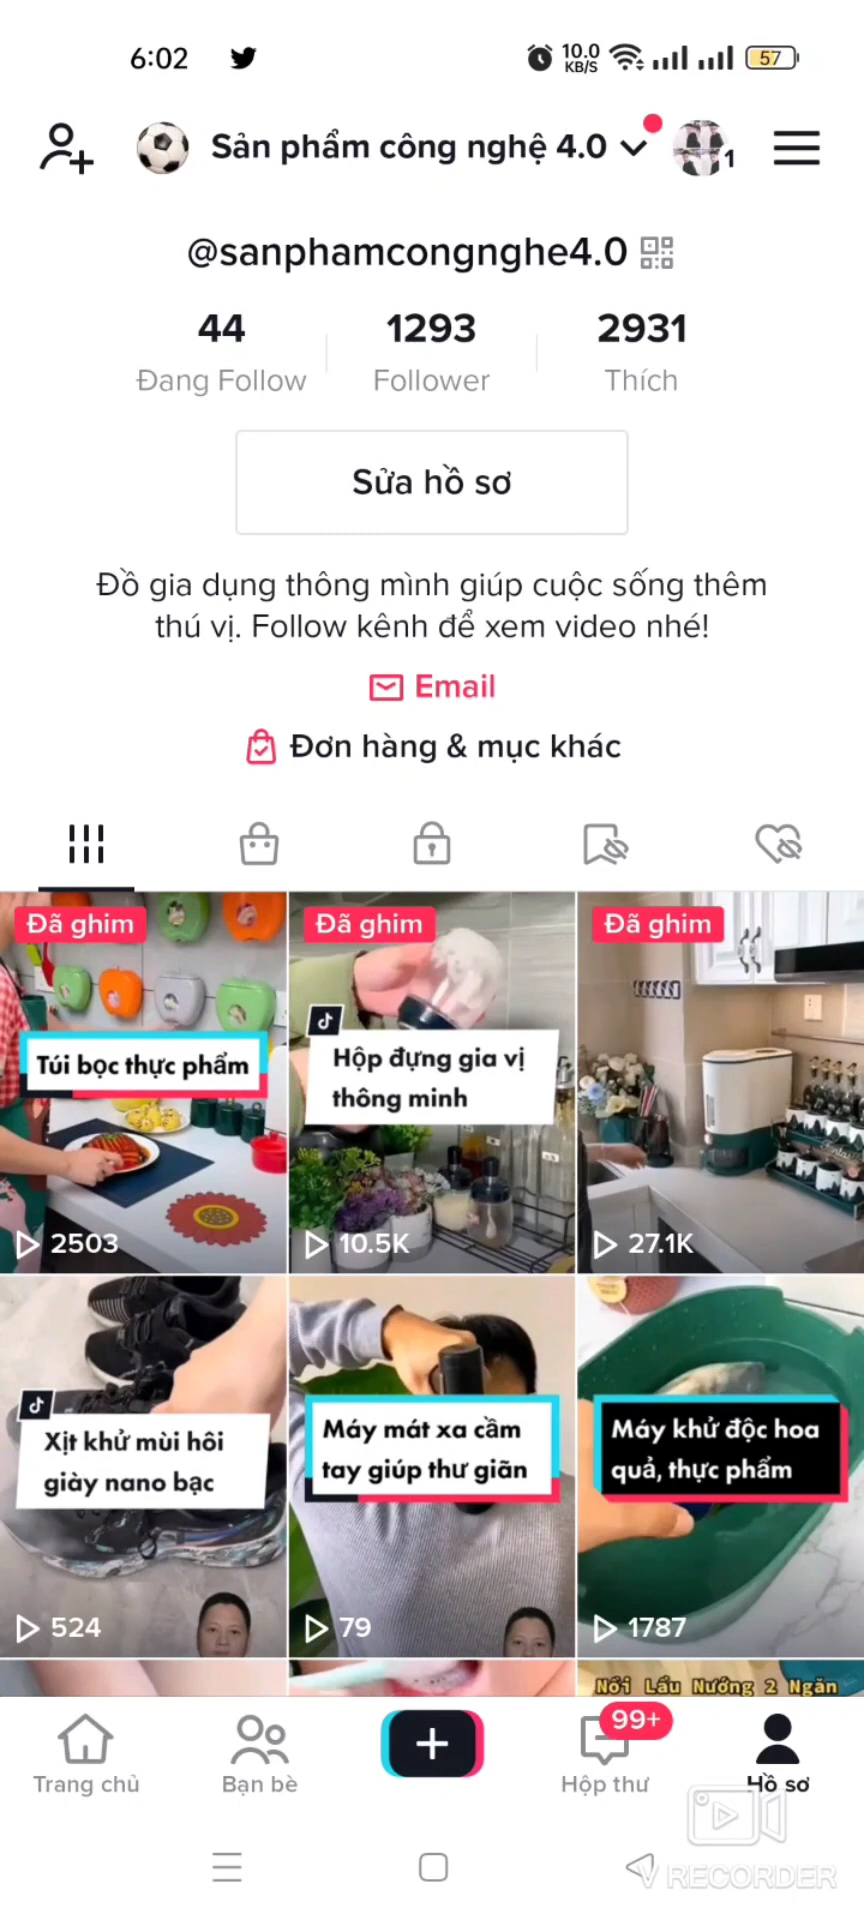 6:02
10.0
KB/S
57
Sản phẩm công nghệ 4.0
1
@sanphamcongnghe4.0
44
1293
2931
Đang Follow
Follower
Thích
Sửa hồ sơ
Đồ gia dụng thông mình giúp cuộc sống thêm
thú vị. Follow kênh để xem video nhé!
Email
Đơn hàng & mục khác
Đã ghim
Đã ghim
Đã ghim
Túi bọc thực phẩm
Hộp đựng gia vị
thông minh
2503
10.5K
27.1K
Xịt khử mùi hôi
giày nano bạc
Máy mát xa cầm
tay giúp thư giãn
Máy khử độc hoa
quả, thực phẩm
524
79
1787
Nồi Lẩu Nướng 2 Ngăn
99+
Trang chủ
Bạn bè
Hộp thư
Hồ sơ
V RECORDER